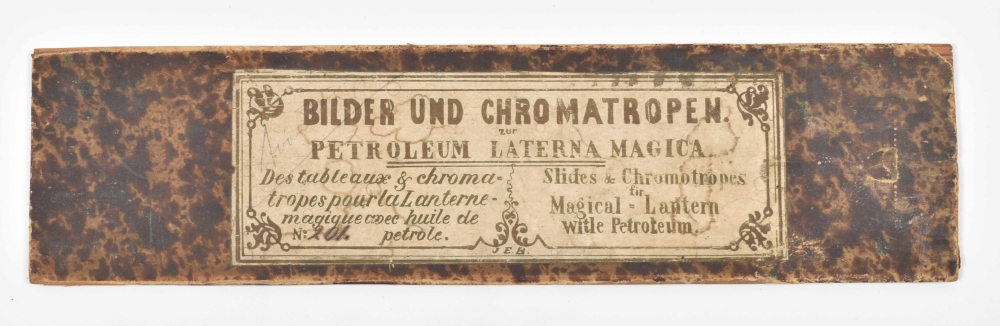 BILDER UND CHROMATROPEN.
zur
PETROLEUM LATERNA MAGICA.
Des tableaux & chroma-
tropes pour la Lanterne-
magique avec huile de
petrole.
No: 201.
Slides & Chromotropes
für
Magical = Lantern
witle Petroleum.
J.E.B.